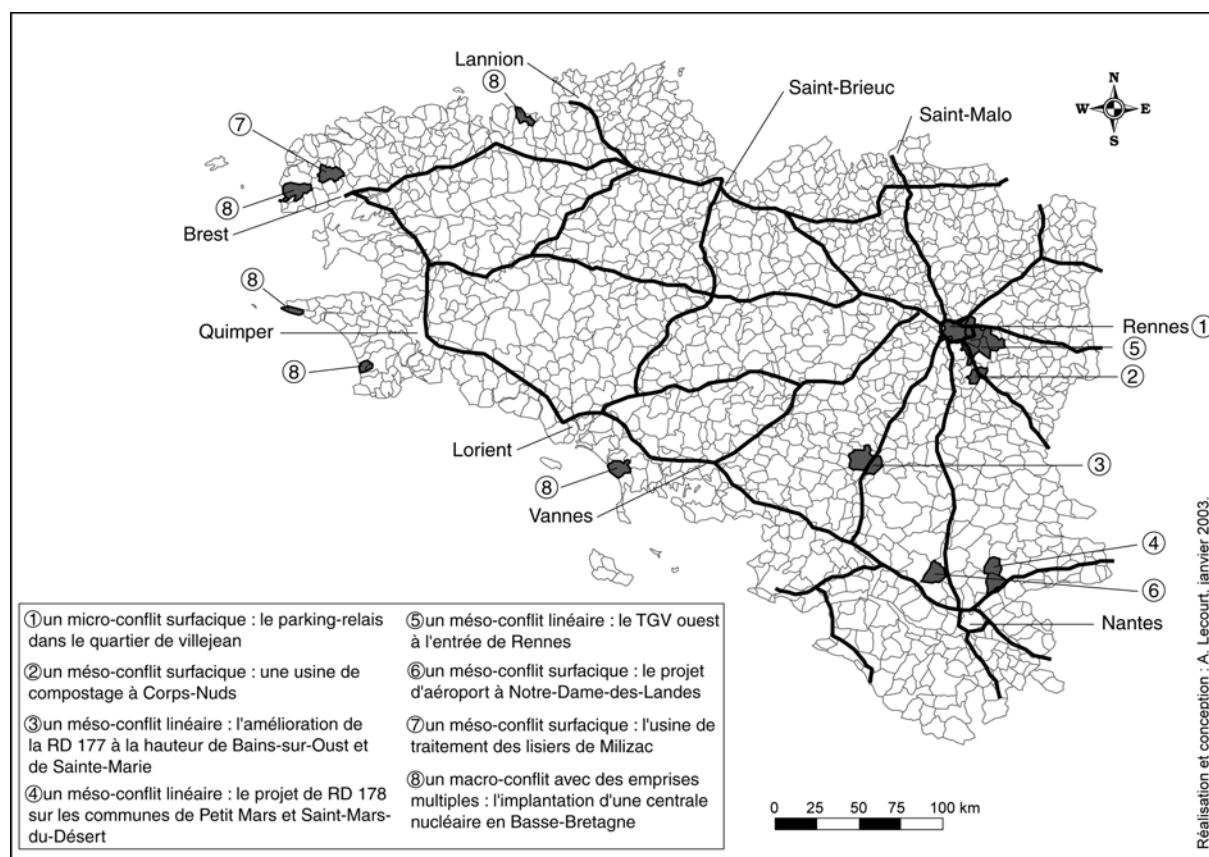 Lannion
⑧
Saint-Brieuc
Saint-Malo
N
W E
S
⑦
⑧
Brest
⑧
Quimper
⑧
Rennes ①
⑤
②
Lorient
⑧
Vannes
③
④
⑥
Nantes
①un micro-conflit surfacique : le parking-relais
dans le quartier de villejean
②un méso-conflit surfacique : une usine de
compostage à Corps-Nuds
③un méso-conflit linéaire : l'amélioration de
la RD 177 à la hauteur de Bains-sur-Oust et
de Sainte-Marie
④un méso-conflit linéaire : le projet de RD 178
sur les communes de Petit Mars et Saint-Mars-
du-Désert
⑤un méso-conflit linéaire : le TGV ouest
à l'entrée de Rennes
⑥un méso-conflit surfacique : le projet
d'aéroport à Notre-Dame-des-Landes
⑦un méso-conflit surfacique : l'usine de
traitement des lisiers de Milizac
⑧un macro-conflit avec des emprises
multiples : l'implantation d'une centrale
nucléaire en Basse-Bretagne
0 25 50 75 100 km
Réalisation et conception : A. Lecourt, janvier 2003.